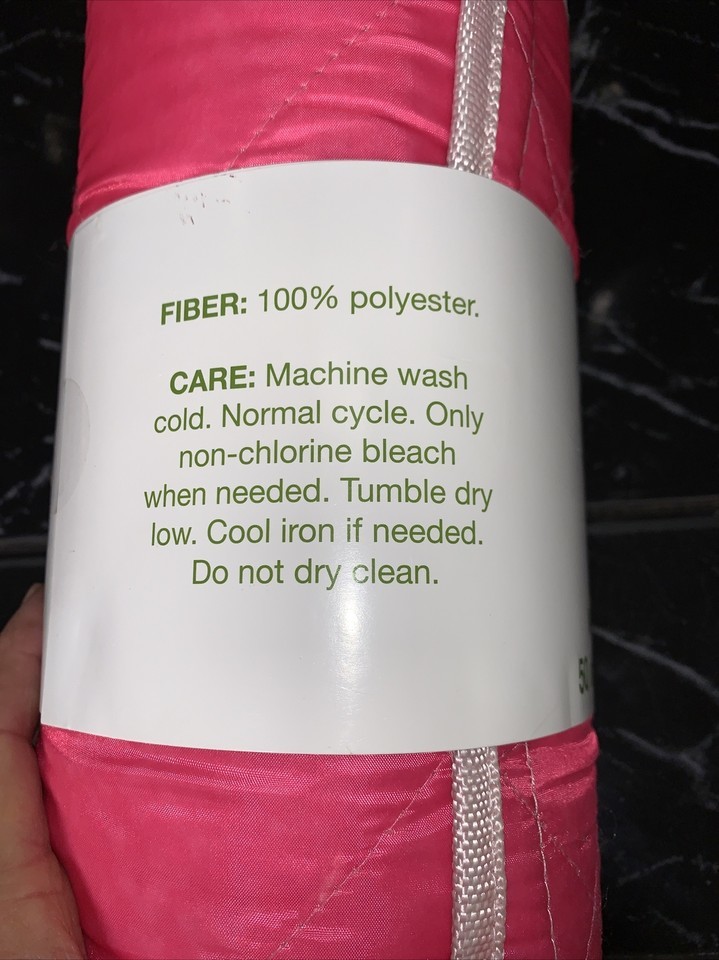 FIBER: 100% polyester.
CARE: Machine wash
cold. Normal cycle. Only
non-chlorine bleach
when needed. Tumble dry
low. Cool iron if needed.
Do not dry clean.